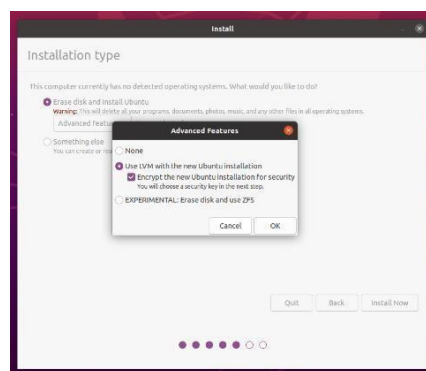 Install
Installation type
This computer currently has no detected operating systems. What would you like to do?
Erase disk and install Ubuntu
Warning: This will delete all your programs, documents, photos, music, and any other files in all operating systems.
Advanced Featu
Something else
You can create or re
Advanced Features
None
Use LVM with the new Ubuntu installation
Encrypt the new Ubuntu installation for security
You will choose a security key in the next step.
EXPERIMENTAL: Erase disk and use ZFS
Cancel
OK
Quit
Back
Install Now